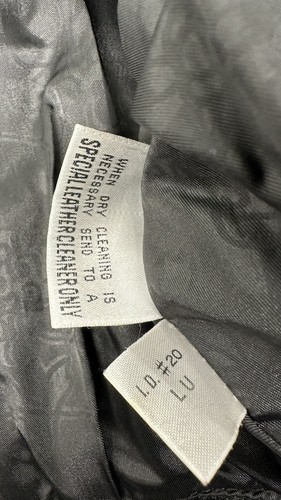 WHEN DRY CLEANING IS
NECESSARY SEND TO A
SPECIAL LEATHER CLEANER ONLY
I.D. #20
LU